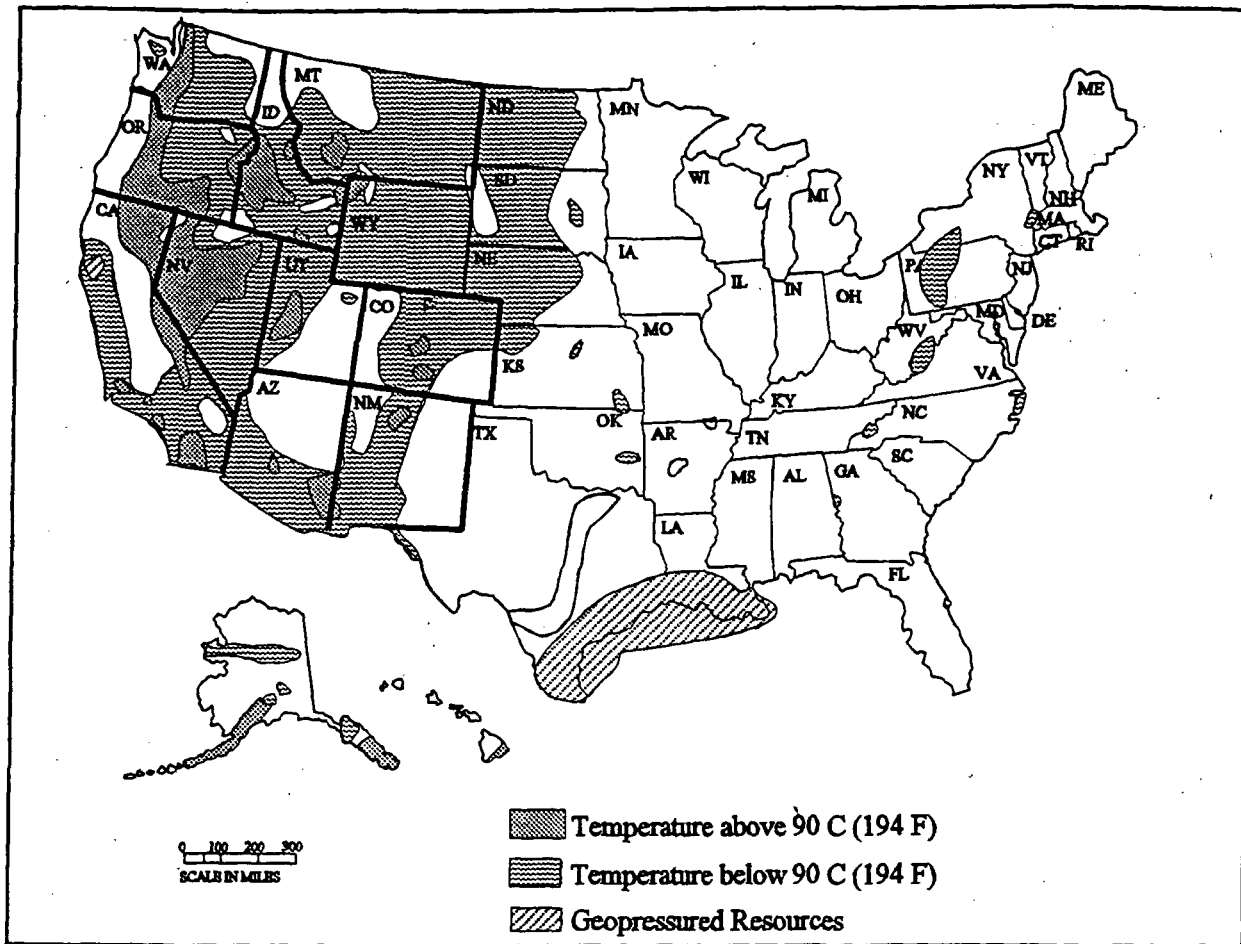 WA
MT
ND
MN
ME
ID
OR
VT
NY
WI
SD
MI
NH
MA
CA
WY
CT
RI
IA
NV
UT
NE
NJ
IL
IN
OH
CO
MD
DE
MO
WV
KS
VA
AZ
KY
NM
NC
OK
TX
AR
TN
SC
MS
AL
GA
LA
FL
0 100 200 300
SCALE IN MILES
Temperature above 90 C (194 F)
Temperature below 90 C (194 F)
Geopressured Resources